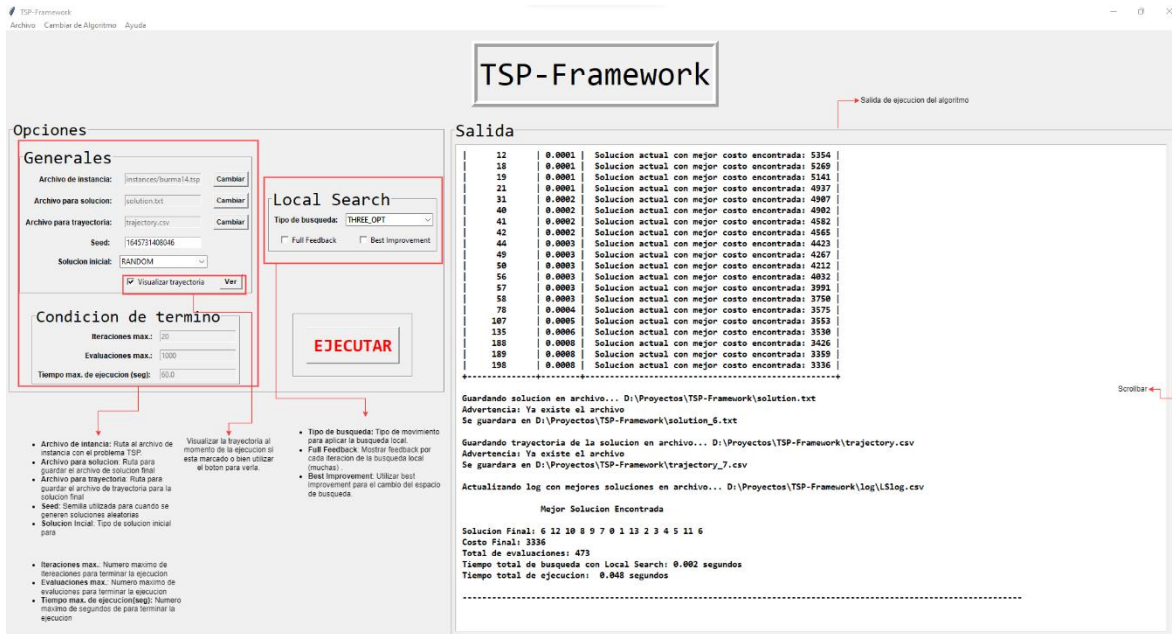 TSP-Framework
Archivo Cambiar de Algoritmo Ayuda
TSP-Framework
Salida de ejecucion del algoritmo
Opciones
Generales
Archivo de instancia: instances/burma14.tsp Cambiar
Archivo para solución: solution.txt Cambiar
Archivo para trayectoria: trajectory.csv Cambiar
Seed: 1645731408046
Solucion inicial: RANDOM
Visualizar trayectoria Ver
Condicion de termino
Iteraciones max.: 20
Evaluaciones max.: 1000
Tiempo max. de ejecucion (seg): 60.0
Local Search
Tipo de busqueda: THREE_OPT
Full Feedback Best Improvement
EJECUTAR
Archivo de intancia: Ruta al archivo de
instancia con el problema TSP.
Archivo para solucion: Ruta para
guardar el archivo de solucion final
Archivo para trayectoria: Ruta para
guardar el archivo de trayectoria para la
solucion final
Seed: Semilla utilizada para cuando se
generen soluciones aleatorias
Solucion Incial: Tipo de solucion inicial
para
Iteraciones max.: Numero maximo de
itereaciones para terminar la ejecucion
Evaluaciones max.: Numero maximo de
evaluciones para terminar la ejecucion
Tiempo max. de ejecucion(seg): Numero
maximo de segundos de para terminar la
ejecucion
Visualizar la trayectoria al
momento de la ejecucion si
esta marcado o bien utilizar
el boton para verla.
Tipo de busqueda: Tipo de movimiento
para aplicar la busqueda local.
Full Feedback: Mostrar feedback por
cada iteracion de la busqueda local
(muchas) .
Best Improvement: Utilizar best
improvement para el cambio del espacio
de busqueda.
Salida
| 12 | 0.0001 | Solucion actual con mejor costo encontrada: 5354 |
| 18 | 0.0001 | Solucion actual con mejor costo encontrada: 5269 |
| 19 | 0.0001 | Solucion actual con mejor costo encontrada: 5141 |
| 21 | 0.0001 | Solucion actual con mejor costo encontrada: 4937 |
| 31 | 0.0002 | Solucion actual con mejor costo encontrada: 4907 |
| 40 | 0.0002 | Solucion actual con mejor costo encontrada: 4902 |
| 41 | 0.0002 | Solucion actual con mejor costo encontrada: 4582 |
| 42 | 0.0002 | Solucion actual con mejor costo encontrada: 4565 |
| 44 | 0.0003 | Solucion actual con mejor costo encontrada: 4423 |
| 49 | 0.0003 | Solucion actual con mejor costo encontrada: 4267 |
| 50 | 0.0003 | Solucion actual con mejor costo encontrada: 4212 |
| 56 | 0.0003 | Solucion actual con mejor costo encontrada: 4032 |
| 57 | 0.0003 | Solucion actual con mejor costo encontrada: 3991 |
| 58 | 0.0003 | Solucion actual con mejor costo encontrada: 3750 |
| 78 | 0.0004 | Solucion actual con mejor costo encontrada: 3575 |
| 107 | 0.0005 | Solucion actual con mejor costo encontrada: 3553 |
| 135 | 0.0006 | Solucion actual con mejor costo encontrada: 3530 |
| 188 | 0.0008 | Solucion actual con mejor costo encontrada: 3426 |
| 189 | 0.0008 | Solucion actual con mejor costo encontrada: 3359 |
| 198 | 0.0008 | Solucion actual con mejor costo encontrada: 3336 |
Guardando solucion en archivo... D:\Proyectos\TSP-Framework\solution.txt
Advertencia: Ya existe el archivo
Se guardara en D:\Proyectos\TSP-Framework\solution_6.txt
Guardando trayectoria de la solucion en archivo... D:\Proyectos\TSP-Framework\trajectory.csv
Advertencia: Ya existe el archivo
Se guardara en D:\Proyectos\TSP-Framework\trajectory_7.csv
Actualizando log con mejores soluciones en archivo... D:\Proyectos\TSP-Framework\log\LSlog.csv
Mejor Solucion Encontrada
Solucion Final: 6 12 10 8 9 7 0 1 13 2 3 4 5 11 6
Costo Final: 3336
Total de evaluaciones: 473
Tiempo total de busqueda con Local Search: 0.002 segundos
Tiempo total de ejecucion: 0.048 segundos
Scrollbar